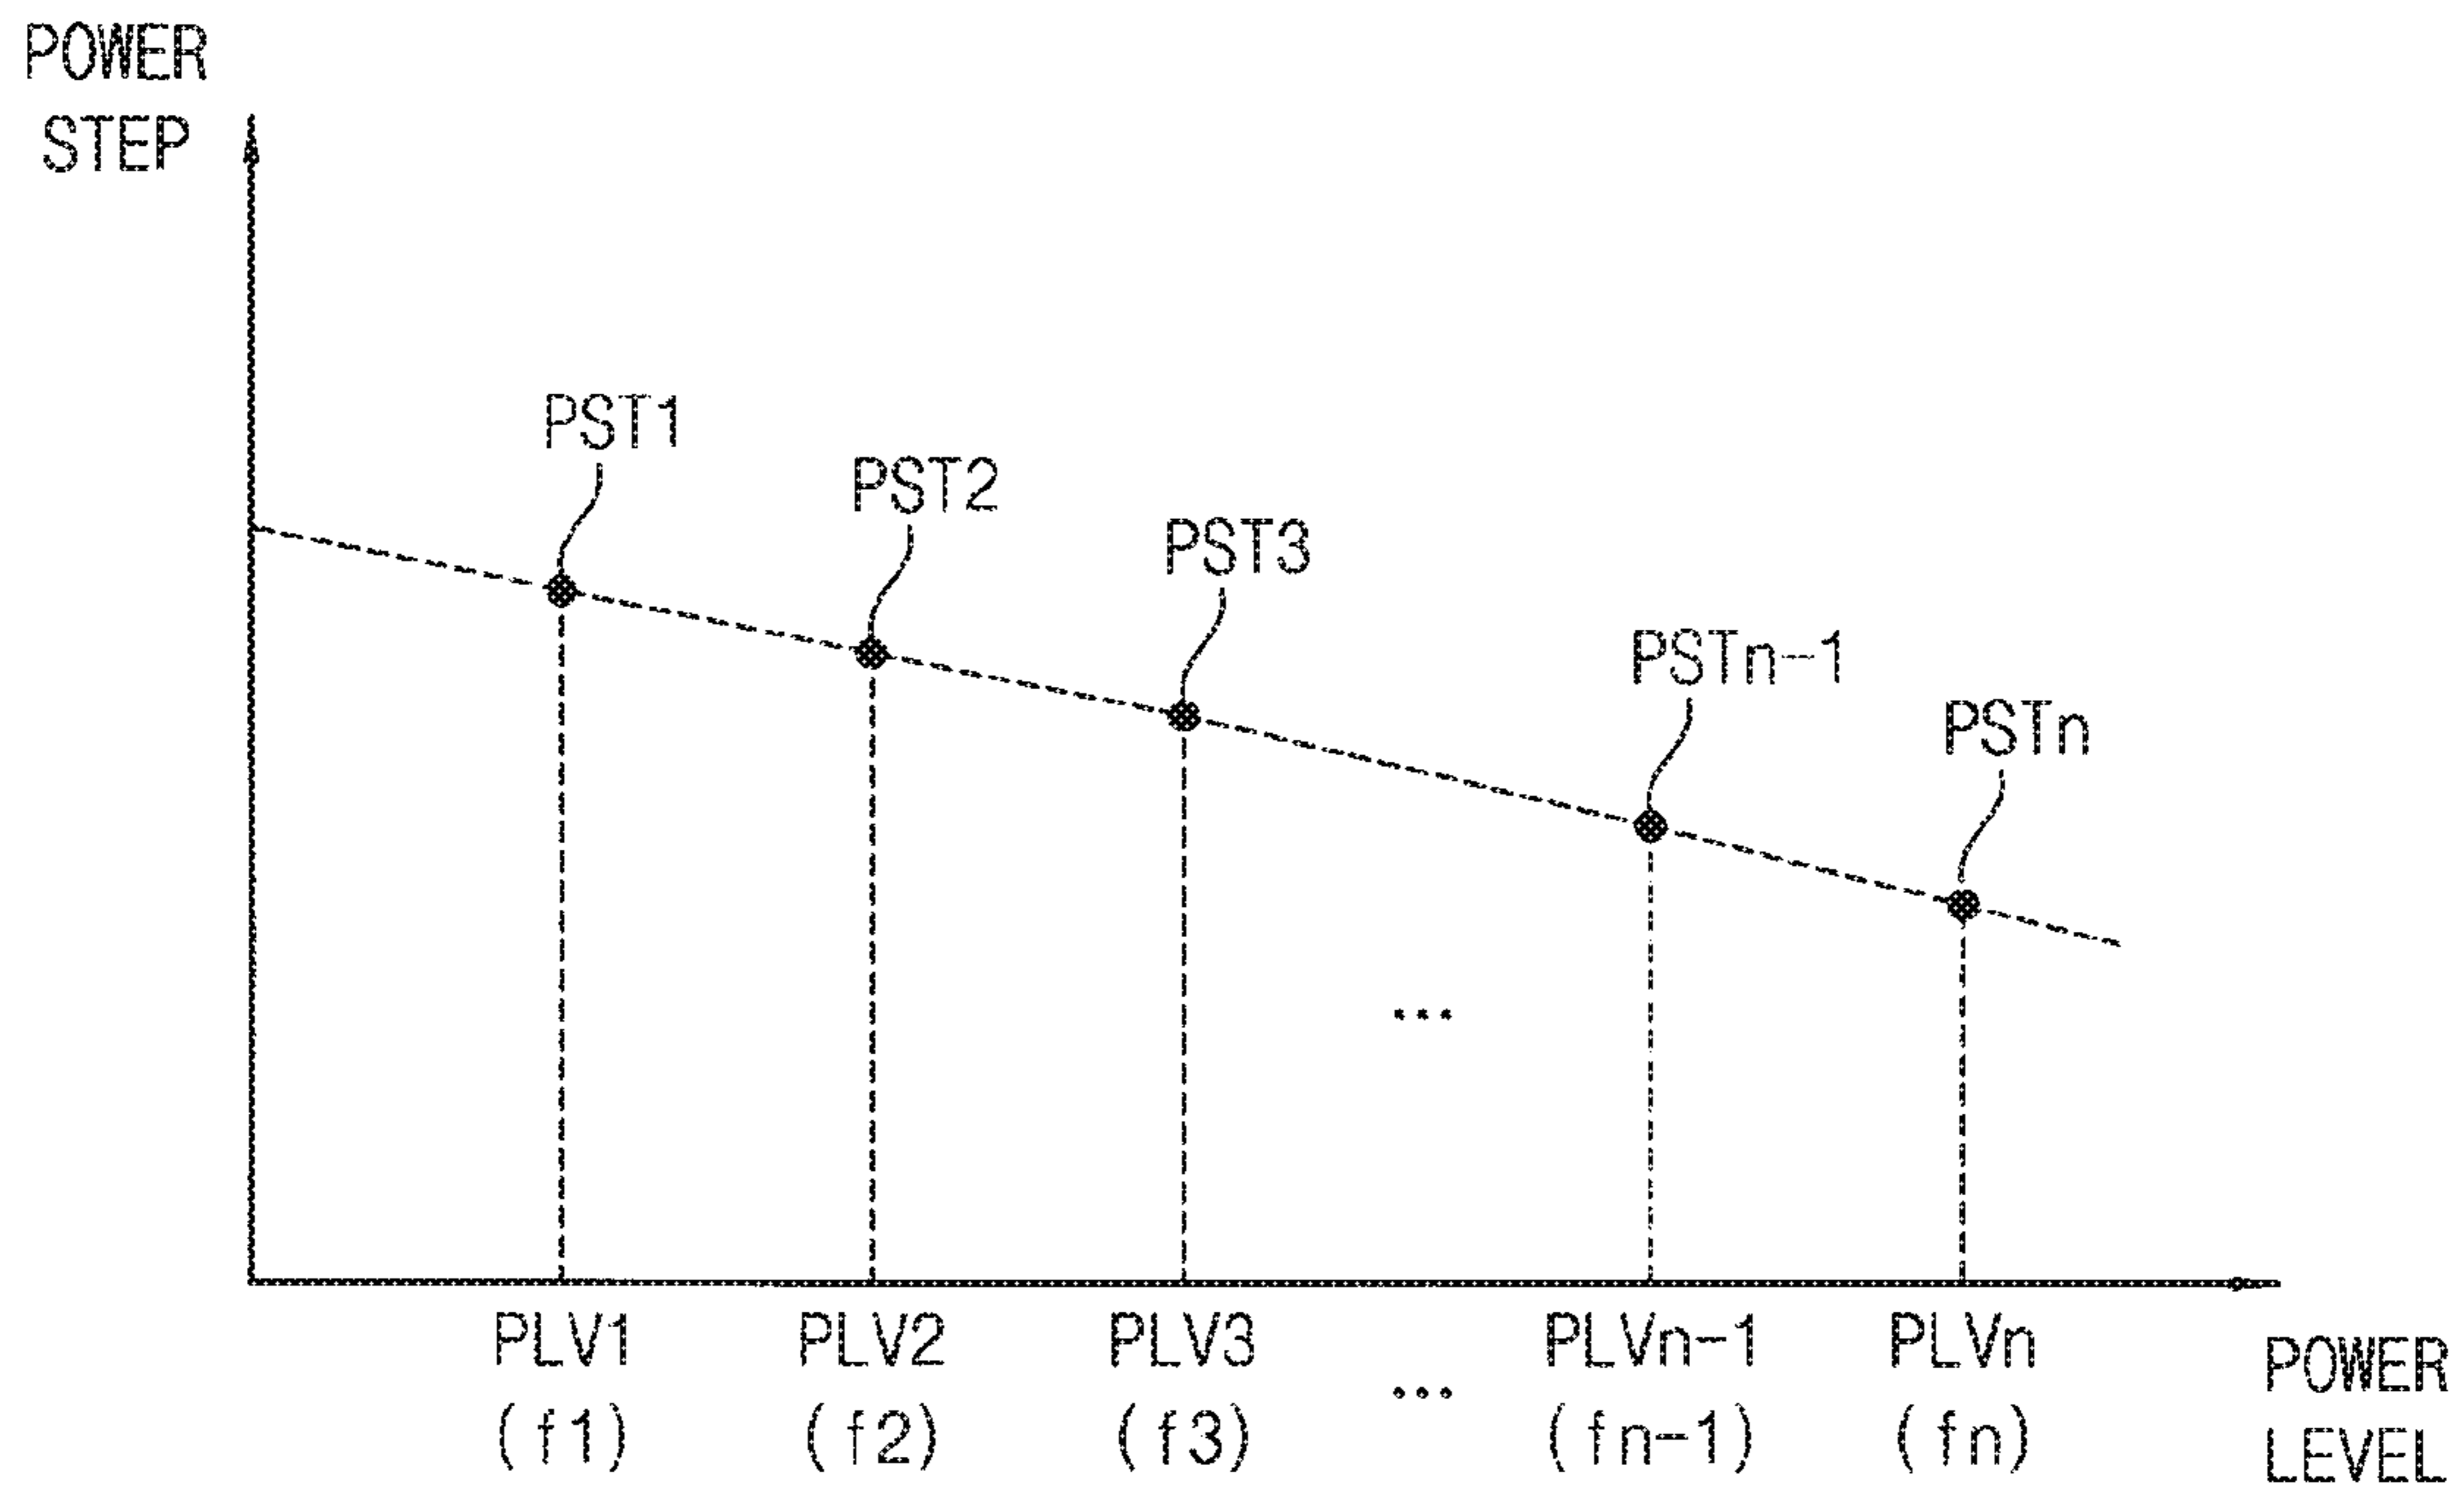 POWER
STEP
PST1
PST2
PST3
PSTn-1
PSTn
...
PLV1 PLV2 PLV3 ... PLVn-1 PLVn
(f1) (f2) (f3) (fn-1) (fn)
POWER
LEVEL